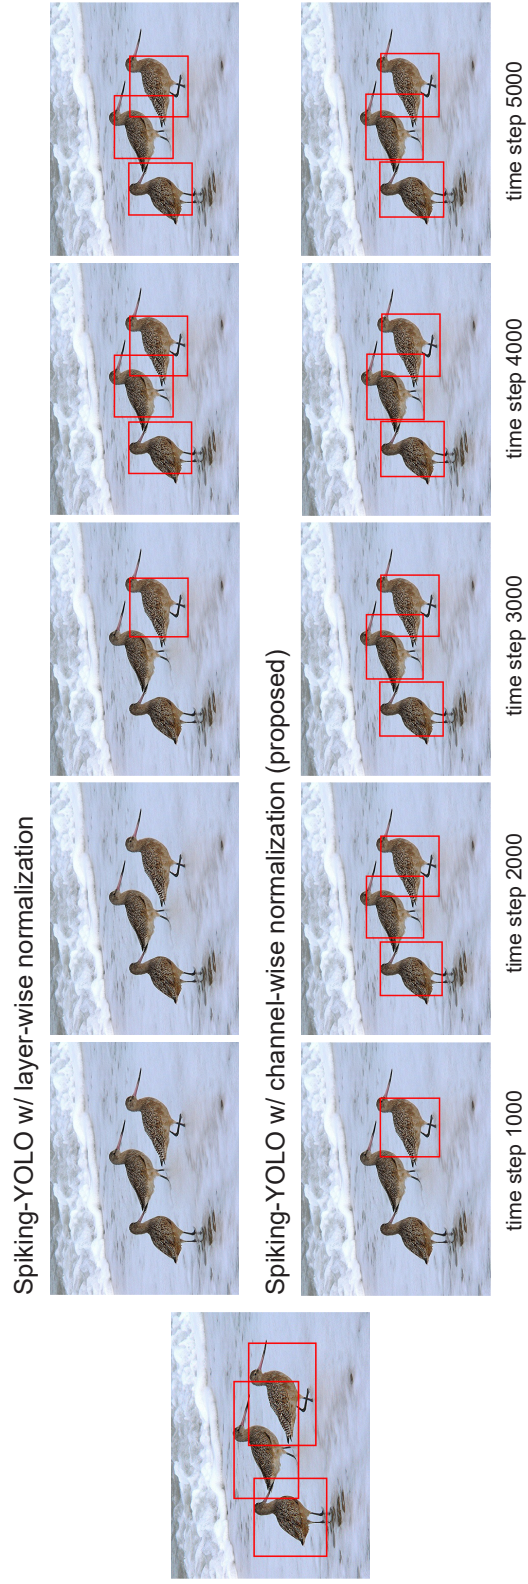 Spiking-YOLO w/ layer-wise normalization
Spiking-YOLO w/ channel-wise normalization (proposed)
time step 1000
time step 2000
time step 3000
time step 4000
time step 5000